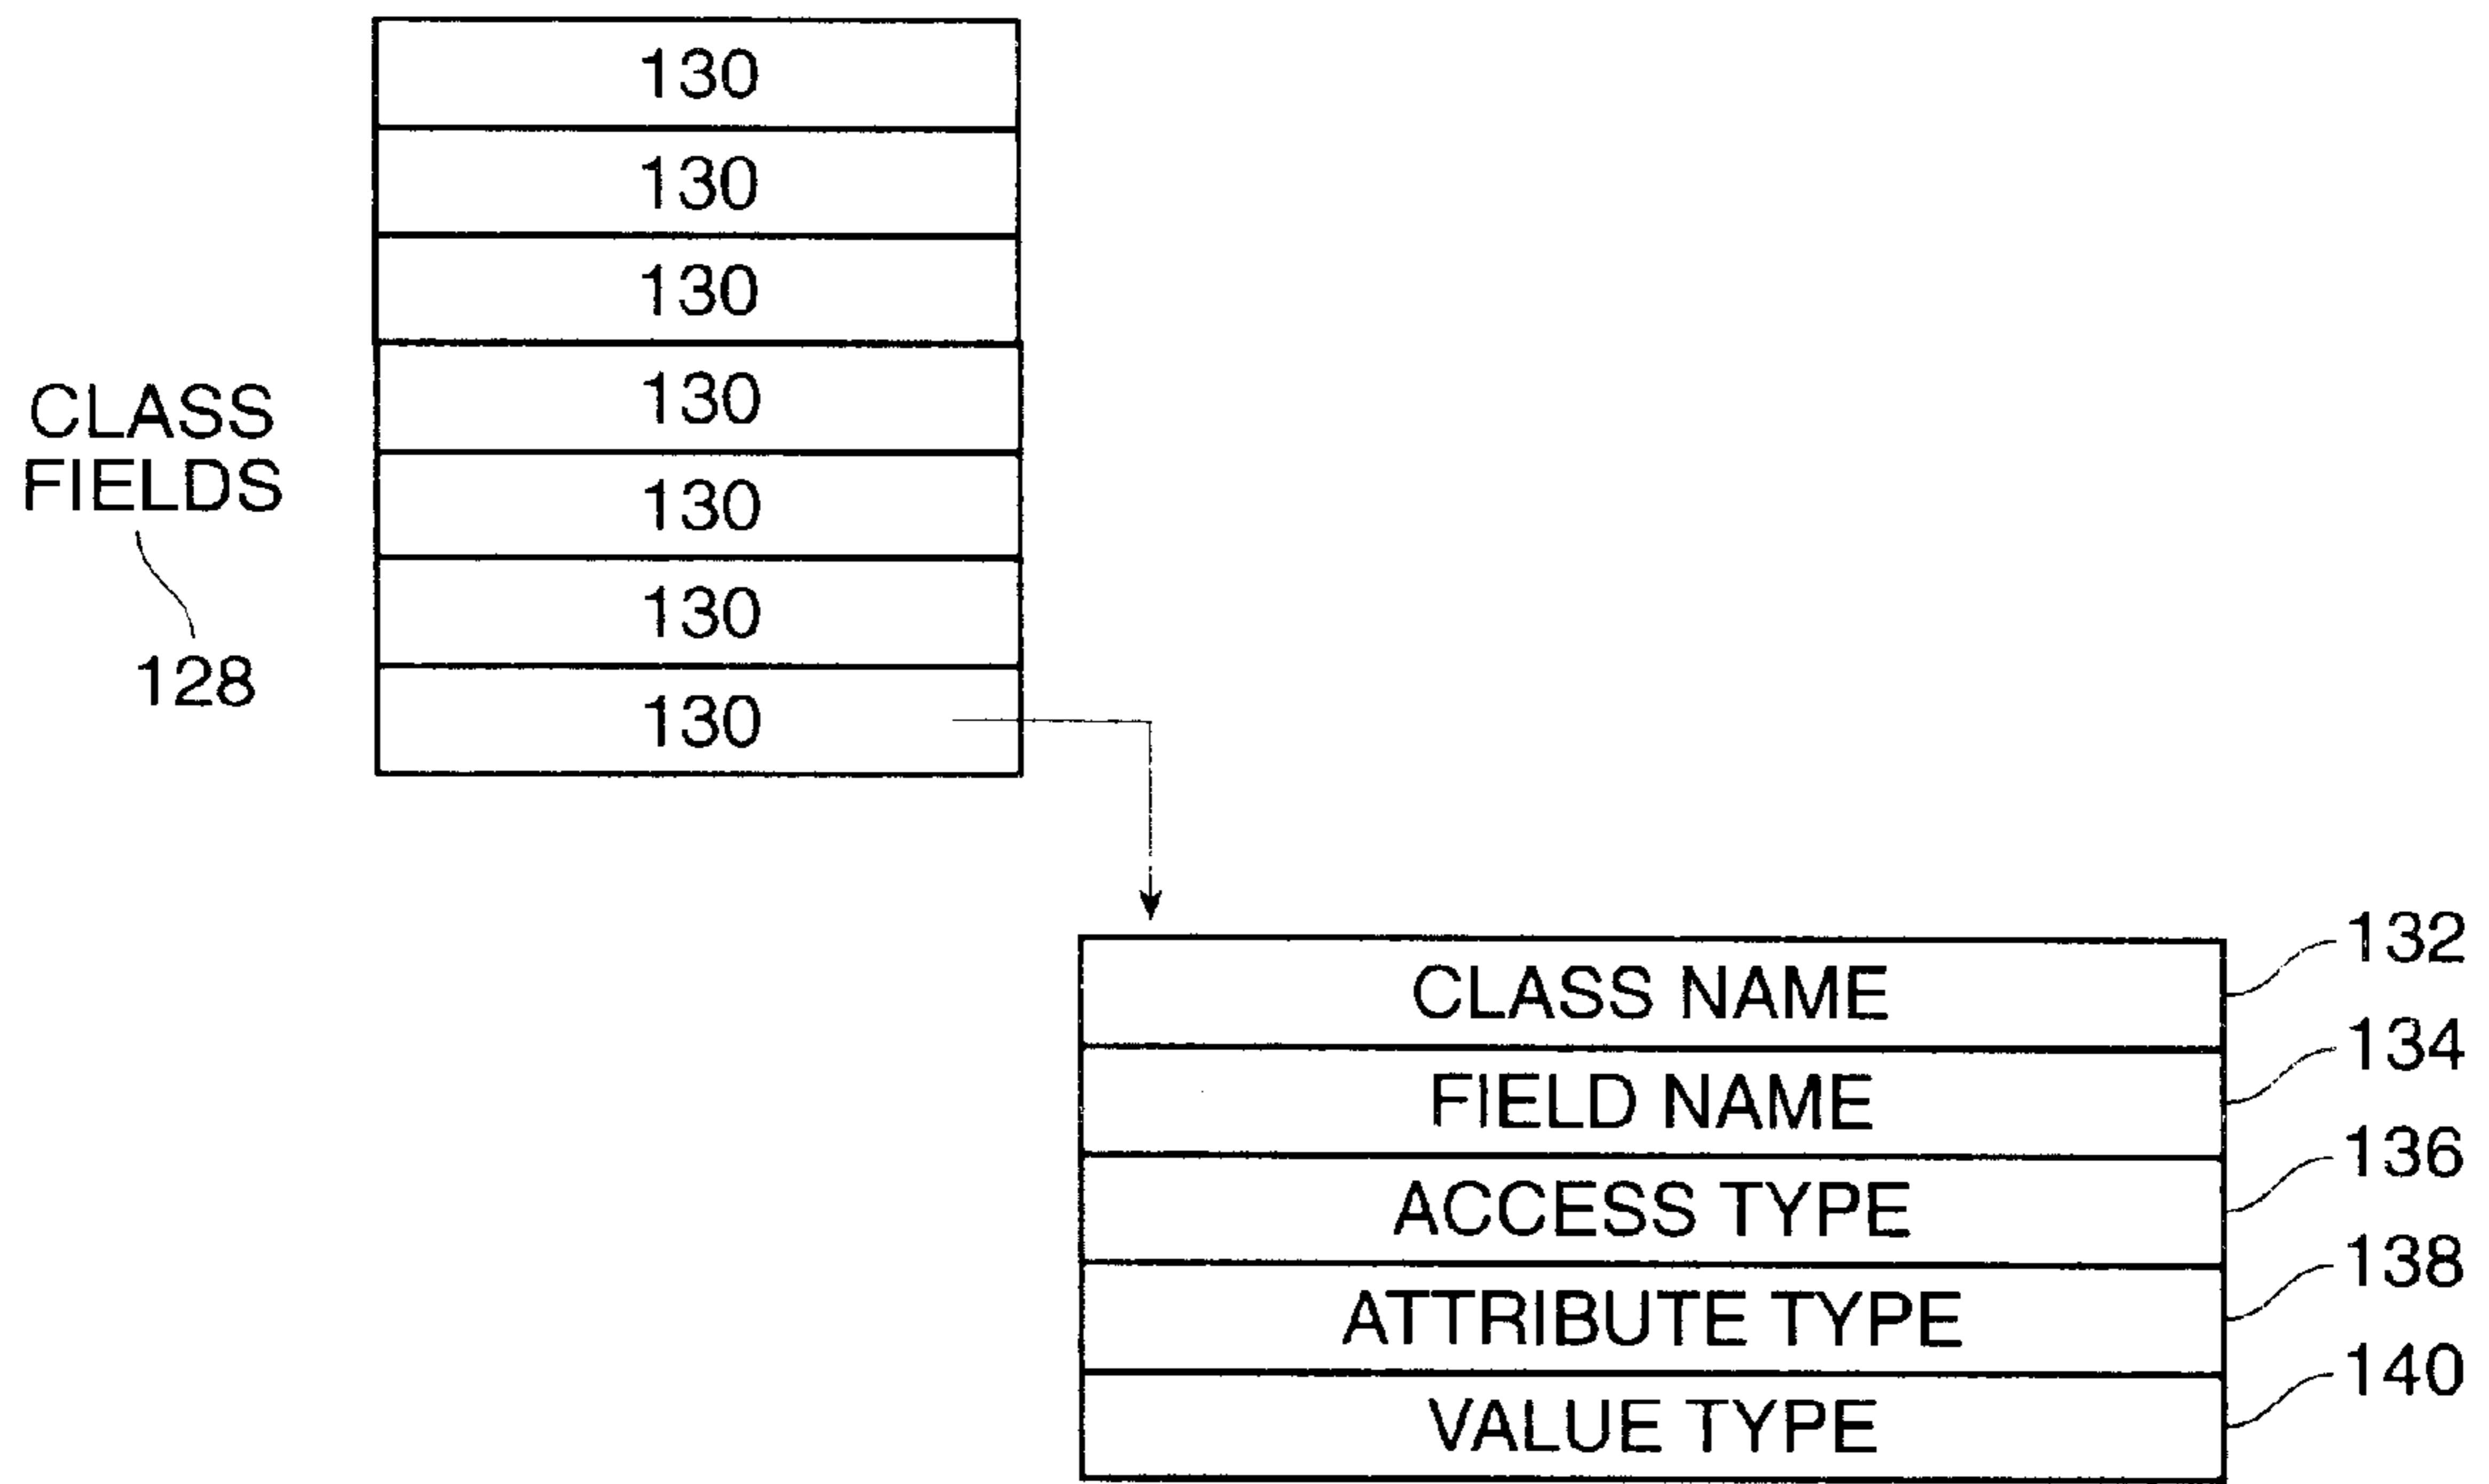 130
130
130
130
130
130
130
CLASS
FIELDS
128
CLASS NAME
132
FIELD NAME
134
ACCESS TYPE
136
ATTRIBUTE TYPE
138
VALUE TYPE
140